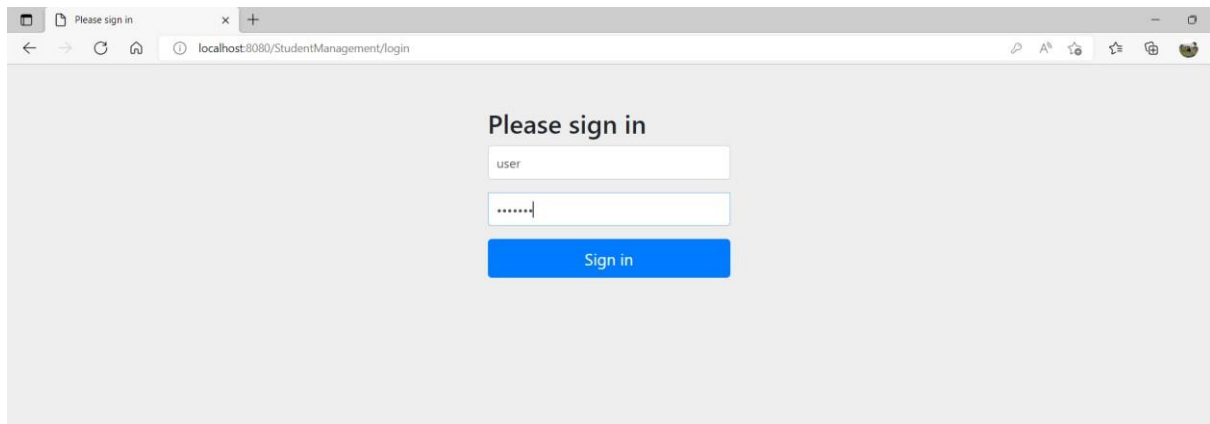 Please sign in
localhost:8080/StudentManagement/login
Please sign in
user
•••••••
Sign in